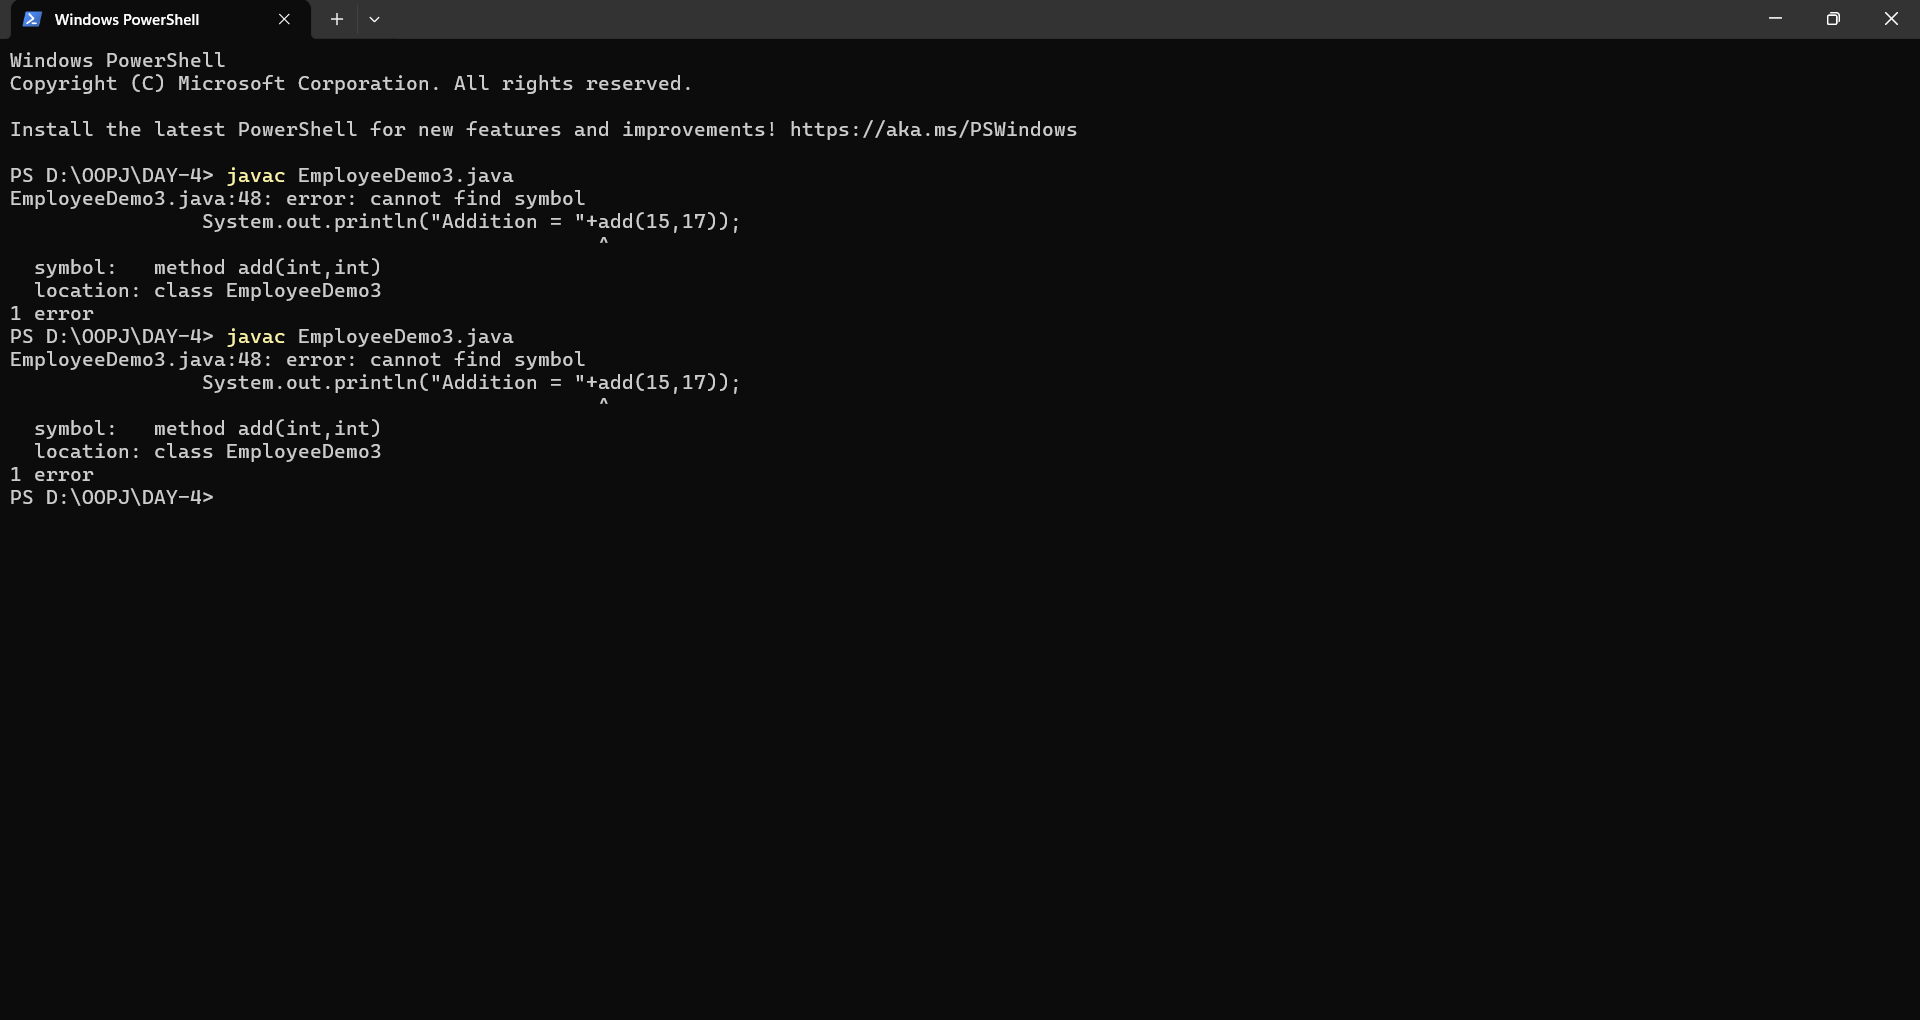 Windows PowerShell
Windows PowerShell
Copyright (C) Microsoft Corporation. All rights reserved.
Install the latest PowerShell for new features and improvements! https://aka.ms/PSWindows
PS D:\OOPJ\DAY-4> javac EmployeeDemo3.java
EmployeeDemo3.java:48: error: cannot find symbol
                System.out.println("Addition = "+add(15,17));
                                                 ^
  symbol:   method add(int,int)
  location: class EmployeeDemo3
1 error
PS D:\OOPJ\DAY-4> javac EmployeeDemo3.java
EmployeeDemo3.java:48: error: cannot find symbol
                System.out.println("Addition = "+add(15,17));
                                                 ^
  symbol:   method add(int,int)
  location: class EmployeeDemo3
1 error
PS D:\OOPJ\DAY-4>